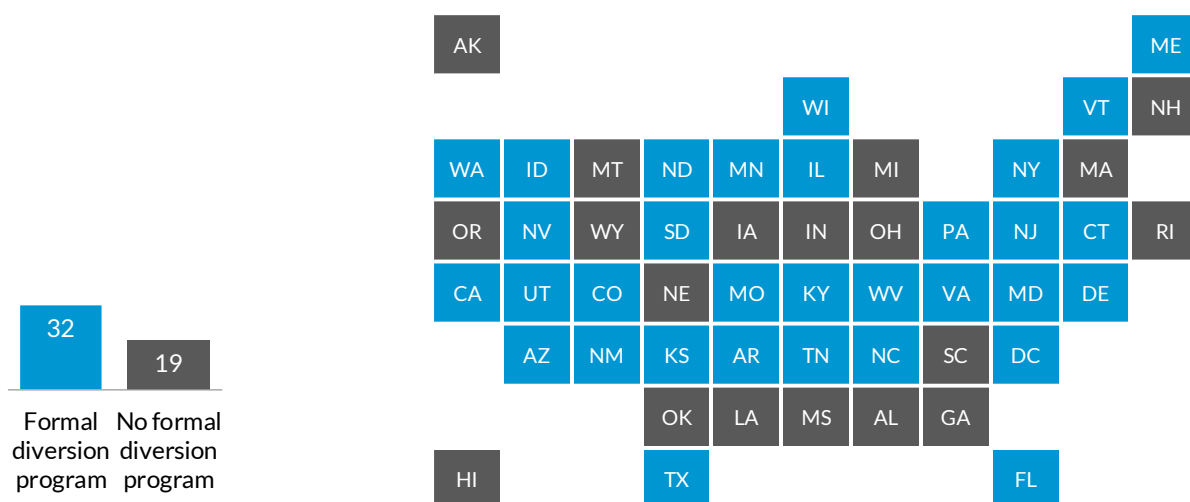 AK ME
WI VT NH
WA ID MT ND MN IL MI NY MA
OR NV WY SD IA IN OH PA NJ CT RI
CA UT CO NE MO KY WV VA MD DE
AZ NM KS AR TN NC SC DC
OK LA MS AL GA
HI TX FL
32
19
Formal
diversion
program
No formal
diversion
program